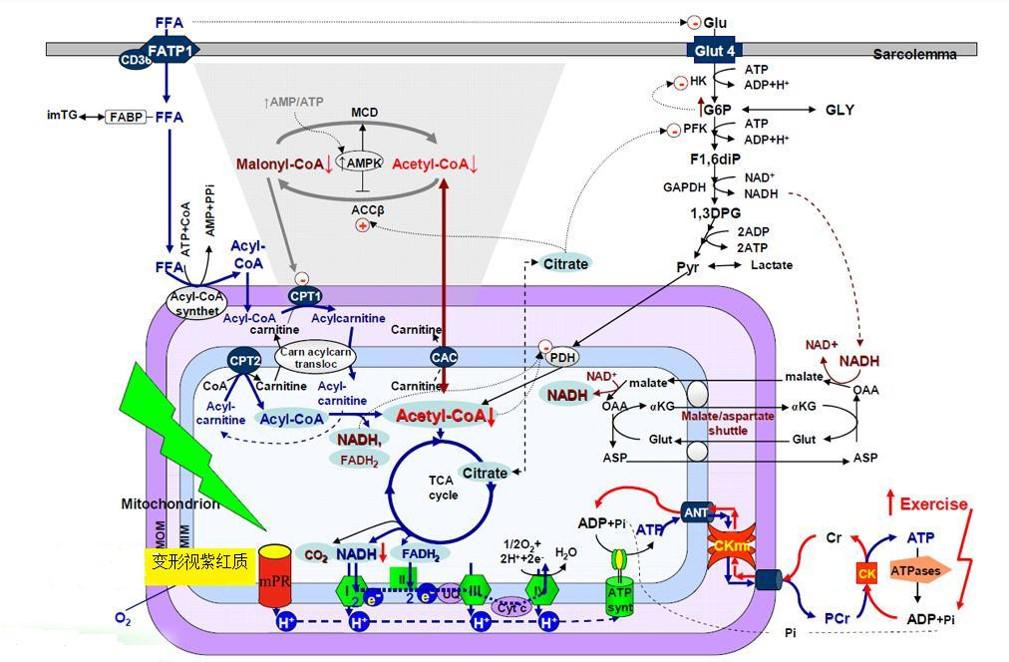 FFA
Glu
FATP1
CD36
Glut 4
Sarcolemma
HK
ATP
ADP+H⁺
↑AMP/ATP
MCD
imTG
FABP
FFA
↑G6P
GLY
PFK
ATP
ADP+H⁺
Malonyl-CoA↓
↑AMPK
Acetyl-CoA↓
F1,6diP
GAPDH
NAD⁺
NADH
ACCβ
1,3DPG
2ADP
2ATP
ATP+CoA
AMP+PPi
Acyl-
CoA
FFA
Citrate
Pyr
Lactate
Acyl-CoA
synthet
CPT1
Acyl-CoA
carnitine
Acylcarnitine
Carnitine
CPT2
Carn acylcarn
transloc
CAC
PDH
NAD+
NADH
CoA
Carnitine
Acyl-
carnitine
Carnitine
NADH
NAD⁺
malate
malate
OAA
Acyl-
carnitine
Acyl-CoA
Acetyl-CoA↓
OAA
αKG
αKG
Malate/aspartate
shuttle
NADH,
FADH₂
Glut
Glut
ASP
ASP
TCA
cycle
Citrate
Mitochondrion
MOM
MIM
↑ Exercise
ANT
ADP+Pi
ATP
CKmi
Cr
ATP
变形视紫红质
CO₂
NADH↓
FADH₂
1/2O₂+
2H⁺+2e⁻
H₂O
CK
ATPases
mPR
I
2
e⁻
II
2
e⁻
UQ
III
Cyt c
IV
ATP
synt
O₂
H⁺
H⁺
H⁺
H⁺
PCr
ADP+Pi
Pi